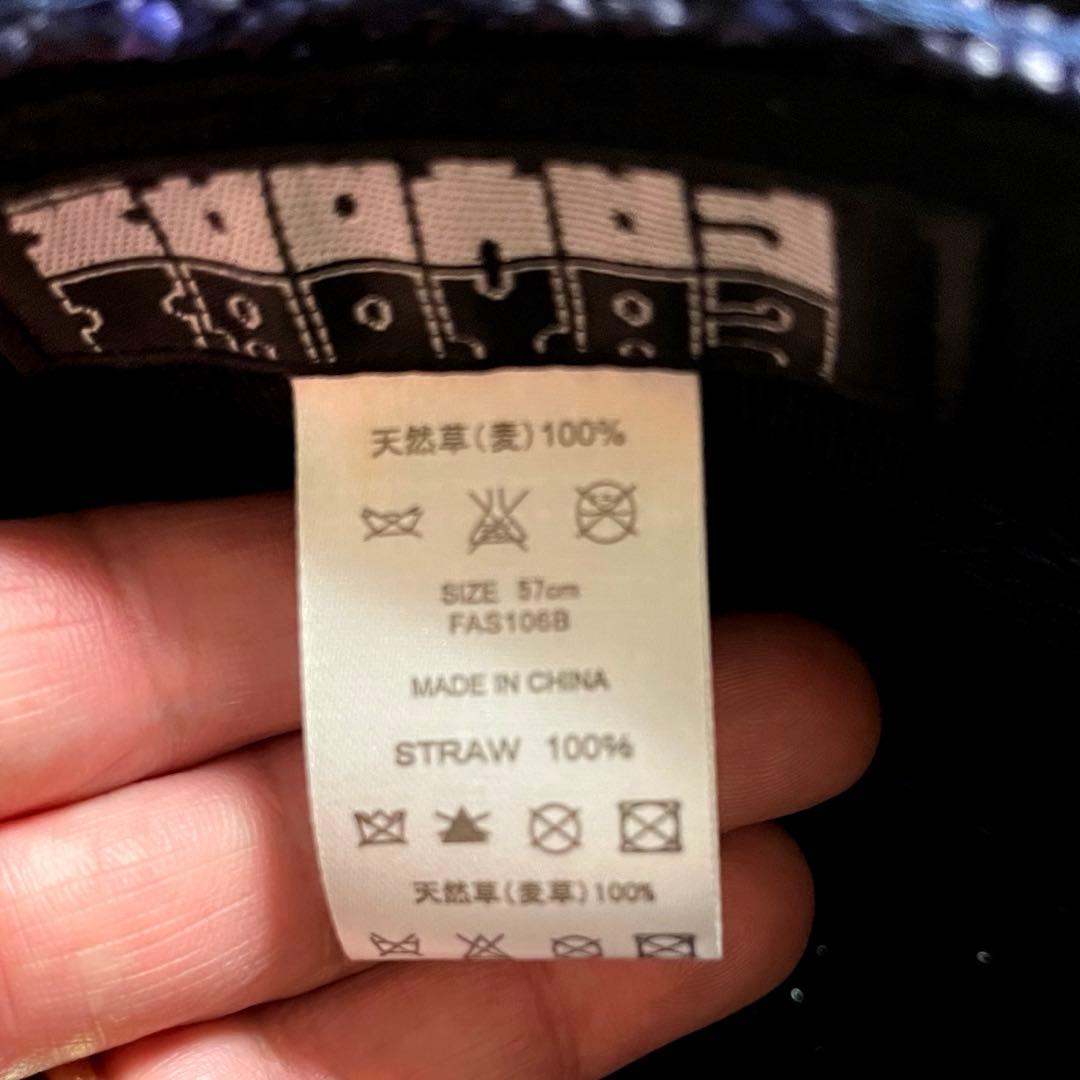 天然草(麦)100%
SIZE 57cm
FAS106B
MADE IN CHINA
STRAW 100%
天然草(麦草)100%